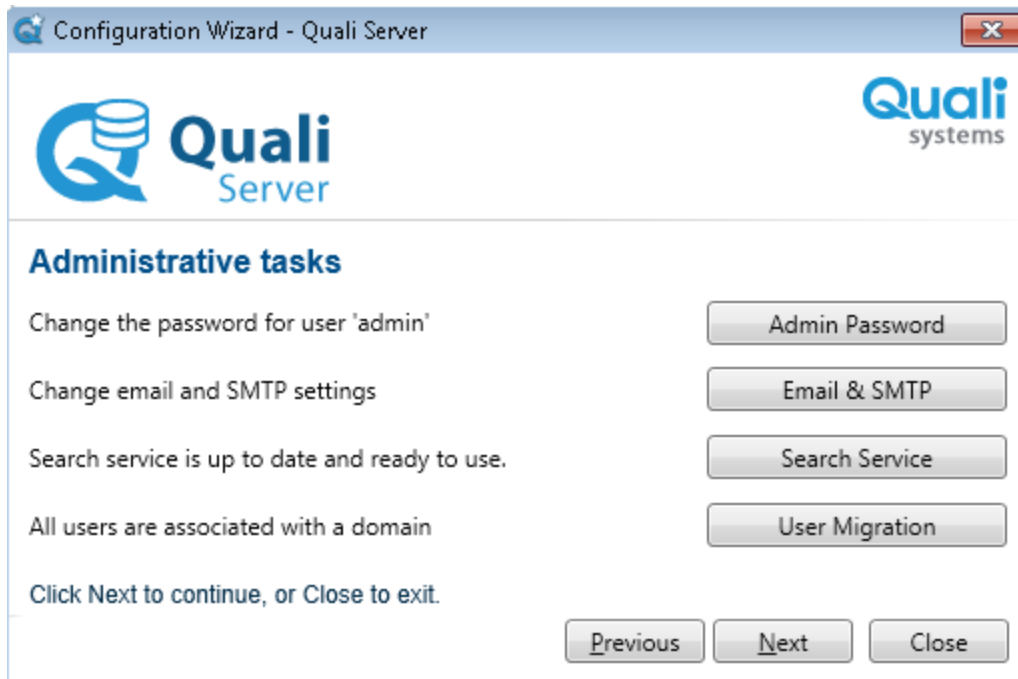 Configuration Wizard - Quali Server
Quali
Server
Quali
systems
Administrative tasks
Change the password for user 'admin'
Admin Password
Change email and SMTP settings
Email & SMTP
Search service is up to date and ready to use.
Search Service
All users are associated with a domain
User Migration
Click Next to continue, or Close to exit.
Previous
Next
Close